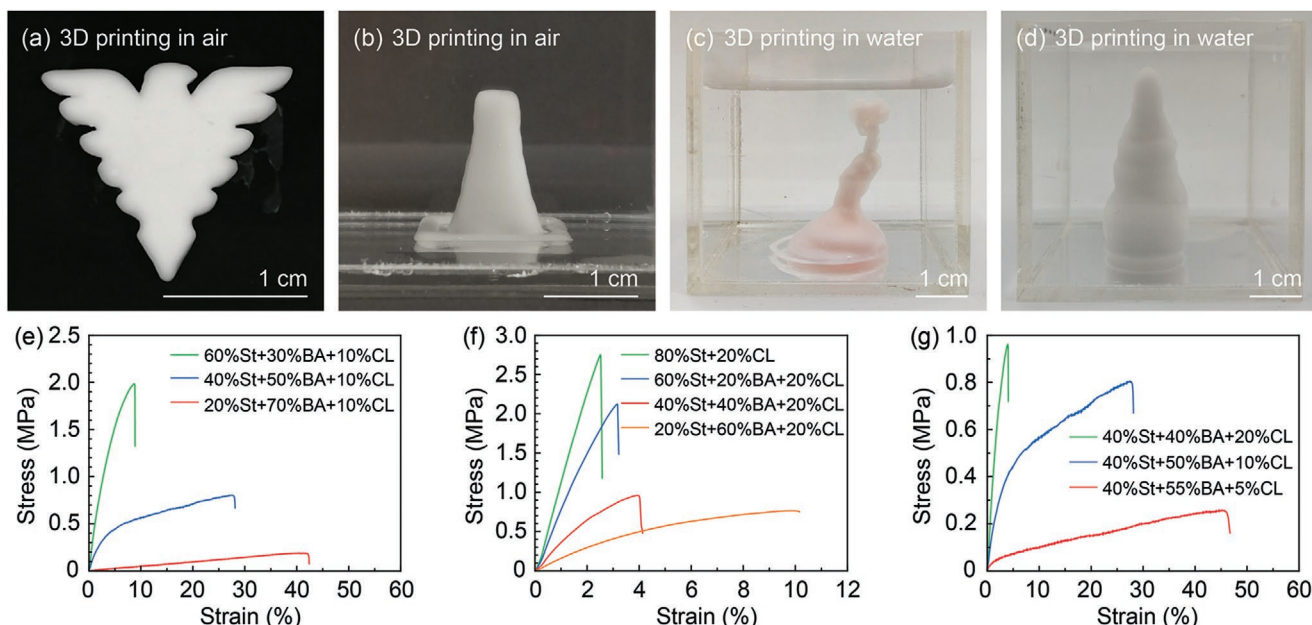 (a) 3D printing in air
1 cm
(b) 3D printing in air
1 cm
(c) 3D printing in water
1 cm
(d) 3D printing in water
1 cm
(e)
2.5
2.0
1.5
1.0
0.5
0
Stress (MPa)
60%St+30%BA+10%CL
40%St+50%BA+10%CL
20%St+70%BA+10%CL
0 10 20 30 40 50 60
Strain (%)
(f)
3.0
2.5
2.0
1.5
1.0
0.5
0.0
Stress (MPa)
80%St+20%CL
60%St+20%BA+20%CL
40%St+40%BA+20%CL
20%St+60%BA+20%CL
0 2 4 6 8 10 12
Strain (%)
(g)
1.0
0.8
0.6
0.4
0.2
0
Stress (MPa)
40%St+40%BA+20%CL
40%St+50%BA+10%CL
40%St+55%BA+5%CL
0 10 20 30 40 50 60
Strain (%)